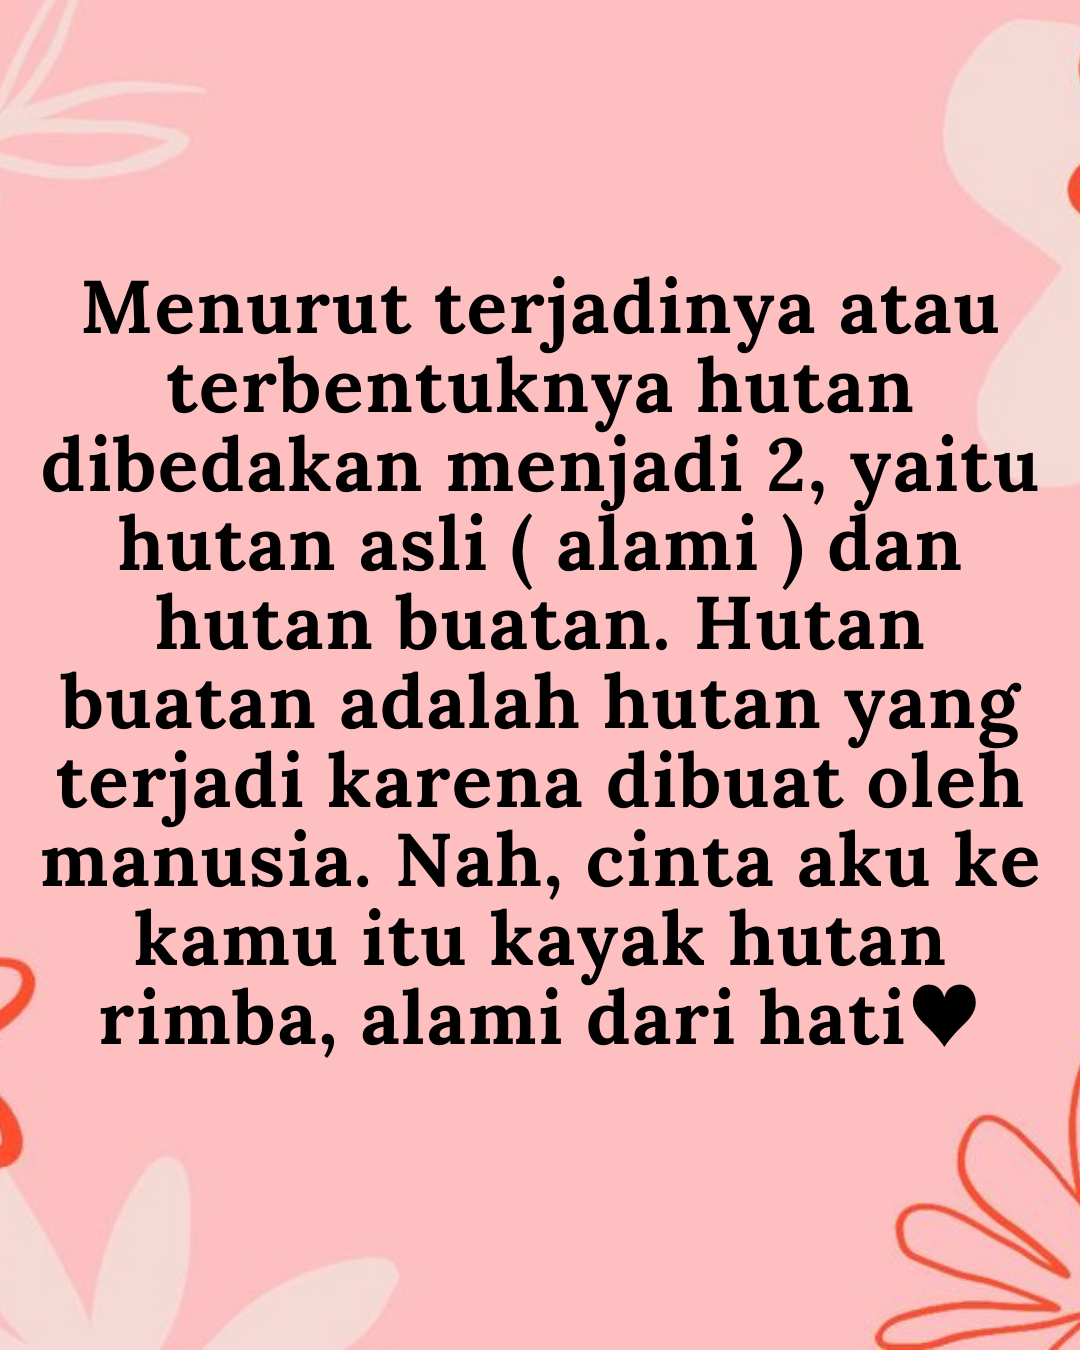 Menurut terjadinya atau
terbentuknya hutan
dibedakan menjadi 2, yaitu
hutan asli ( alami ) dan
hutan buatan. Hutan
buatan adalah hutan yang
terjadi karena dibuat oleh
manusia. Nah, cinta aku ke
kamu itu kayak hutan
rimba, alami dari hati♥